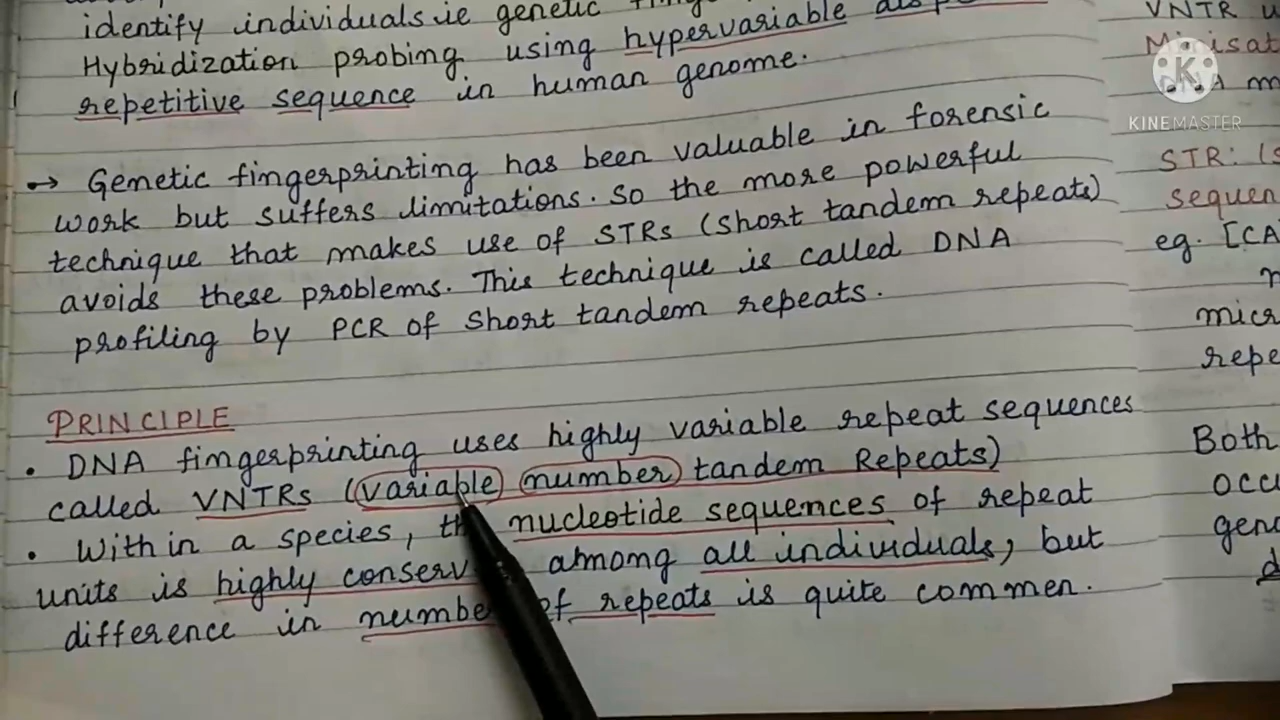 identify individuals ie genetic
Hybridization probing using hypervariable
repetitive sequence in human genome.
→ Genetic fingerprinting has been valuable in forensic
work but suffers limitations. So the more powerful
technique that makes use of STRs (Short tandem repeats)
avoids these problems. This technique is called DNA
profiling by PCR of Short tandem repeats.
PRINCIPLE
• DNA fingerprinting uses highly variable repeat sequences
called VNTRs (variable number tandem Repeats)
• Within a species, nucleotide sequences of repeat
units is highly conserv among all individuals, but
difference in number of repeats is quite commen.
VNTR
Minisat
DNA m
KINEMASTER
STR: (s
sequen
eg. [CA
micr
repe
Both
occu
gen